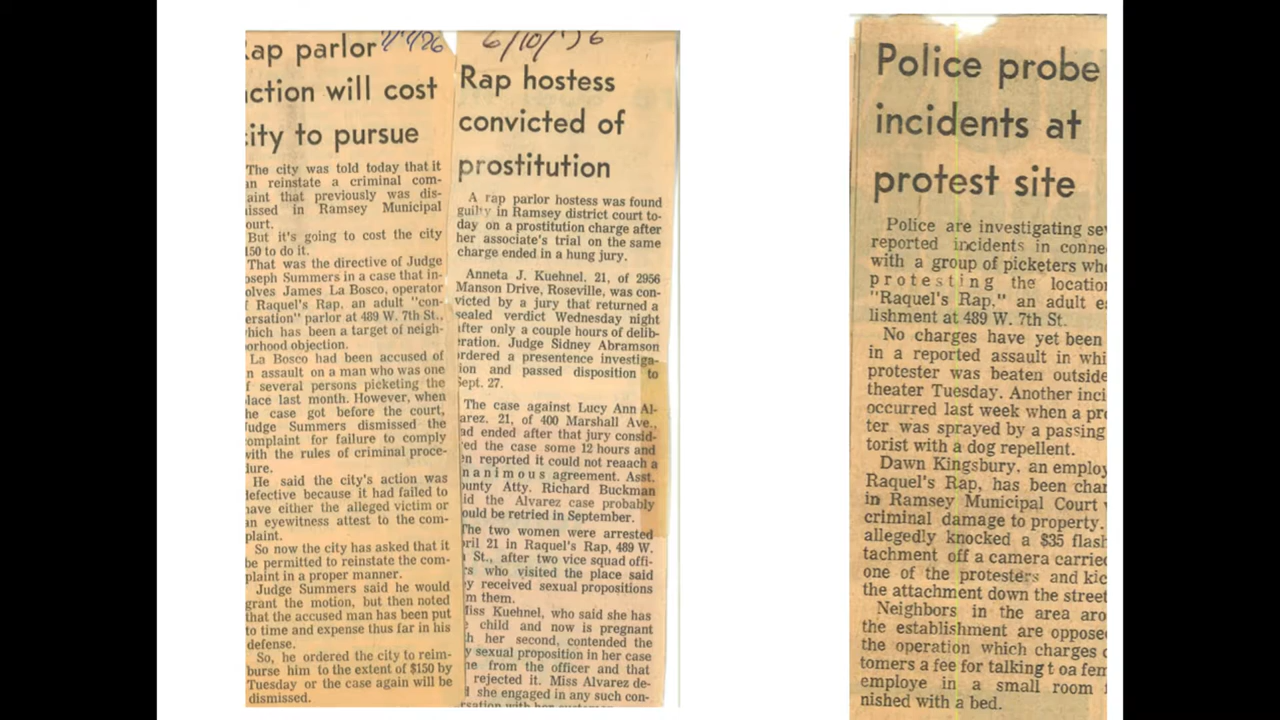 ap parlor
ction will cost
ity to pursue
The city was told today that it
an reinstate a criminal com-
aint that previously was dis-
issed in Ramsey Municipal
ourt.
But it's going to cost the city
150 to do it.
That was the directive of Judge
oseph Summers in a case that in-
olves James La Bosco, operator
f Raquel's Rap, an adult "con-
ersation" parlor at 489 W. 7th St.,
which has been a target of neigh-
orhood objection.
La Bosco had been accused of
n assault on a man who was one
f several persons picketing the
lace last month. However, when
he case got before the court,
Judge Summers dismissed the
omplaint for failure to comply
with the rules of criminal proce-
dure.
He said the city's action was
defective because it had failed to
have either the alleged victim or
an eyewitness attest to the com-
plaint.
So now the city has asked that it
be permitted to reinstate the com-
plaint in a proper manner.
Judge Summers said he would
grant the motion, but then noted
that the accused man has been put
to time and expense thus far in his
defense.
So, he ordered the city to reim-
burse him to the extent of $150 by
Tuesday or the case again will be
dismissed.
6/10/76
Rap hostess
convicted of
prostitution
A rap parlor hostess was found
guilty in Ramsey district court to-
day on a prostitution charge after
her associate's trial on the same
charge ended in a hung jury.
Anneta J. Kuehnel, 21, of 2956
Manson Drive, Roseville, was con-
victed by a jury that returned a
sealed verdict Wednesday night
after only a couple hours of delib-
eration. Judge Sidney Abramson
ordered a presentence investiga-
ion and passed disposition to
Sept. 27.
The case against Lucy Ann Al-
arez, 21, of 400 Marshall Ave.,
ad ended after that jury consid-
red the case some 12 hours and
en reported it could not reaach a
nanimous agreement. Asst.
ounty Atty. Richard Buckman
id the Alvarez case probably
ould be retried in September.
The two women were arrested
pril 21 in Raquel's Rap, 489 W.
St., after two vice squad offi-
rs who visited the place said
y received sexual propositions
m them.
Miss Kuehnel, who said she has
child and now is pregnant
h her second, contended the
y sexual proposition in her case
me from the officer and that
rejected it. Miss Alvarez de-
she engaged in any such con-
rsation with her customer.
Police probe
incidents at
protest site
Police are investigating se
reported incidents in conne
with a group of picketers who
protesting the location
"Raquel's Rap," an adult e
lishment at 489 W. 7th St.
No charges have yet been
in a reported assault in whi
protester was beaten outside
theater Tuesday. Another inci
occurred last week when a pro
ter was sprayed by a passing
torist with a dog repellent.
Dawn Kingsbury, an employ
Raquel's Rap, has been char
in Ramsey Municipal Court
criminal damage to property.
allegedly knocked a $35 flash
tachment off a camera carried
one of the protesters and kic
the attachment down the street
Neighbors in the area aro
the establishment are oppose
the operation which charges c
tomers a fee for talking t oa fem
employe in a small room
nished with a bed.